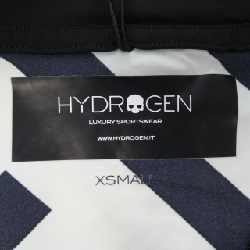 HYDROGEN
LUXURY SPORTSWEAR
WWW.HYDROGEN.IT
XSMALL